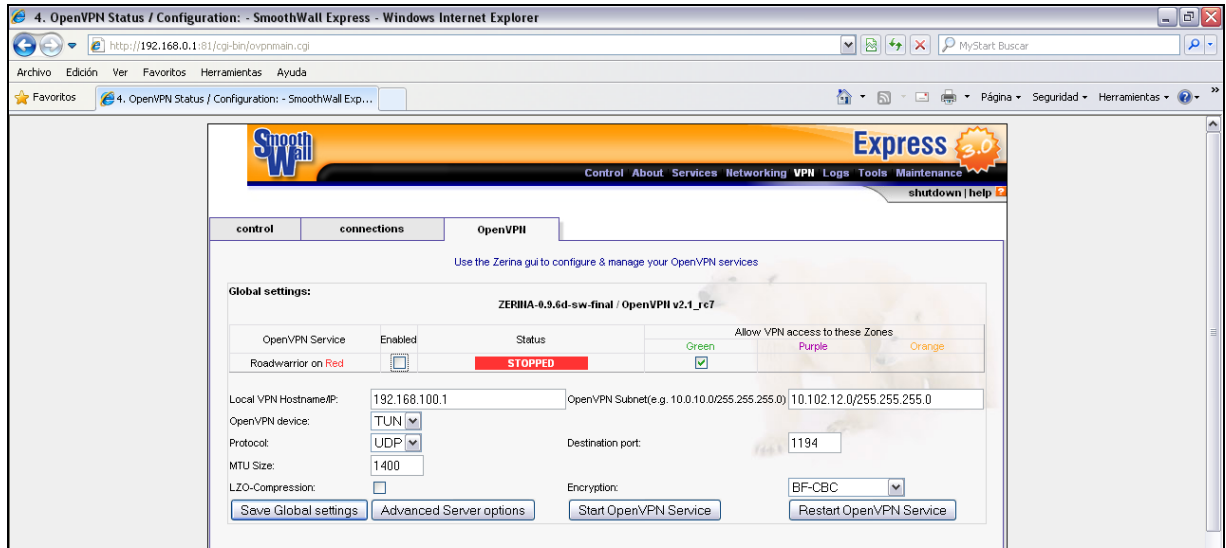 4. OpenVPN Status / Configuration: - SmoothWall Express - Windows Internet Explorer
http://192.168.0.1:81/cgi-bin/ovpnmain.cgi
MyStart Buscar
Archivo Edición Ver Favoritos Herramientas Ayuda
Favoritos 4. OpenVPN Status / Configuration: - SmoothWall Exp... Página Seguridad Herramientas
Smooth Wall
Express 3.0
Control About Services Networking VPN Logs Tools Maintenance
shutdown | help ?
control connections OpenVPN
Use the Zerina gui to configure & manage your OpenVPN services
Global settings:
ZERINA-0.9.6d-sw-final / OpenVPN v2.1_rc7
OpenVPN Service Enabled Status Allow VPN access to these Zones
Green Purple Orange
Roadwarrior on Red STOPPED
Local VPN Hostname/IP: 192.168.100.1 OpenVPN Subnet(e.g. 10.0.10.0/255.255.255.0) 10.102.12.0/255.255.255.0
OpenVPN device: TUN
Protocol: UDP Destination port: 1194
MTU Size: 1400
LZO-Compression: Encryption: BF-CBC
Save Global settings Advanced Server options Start OpenVPN Service Restart OpenVPN Service